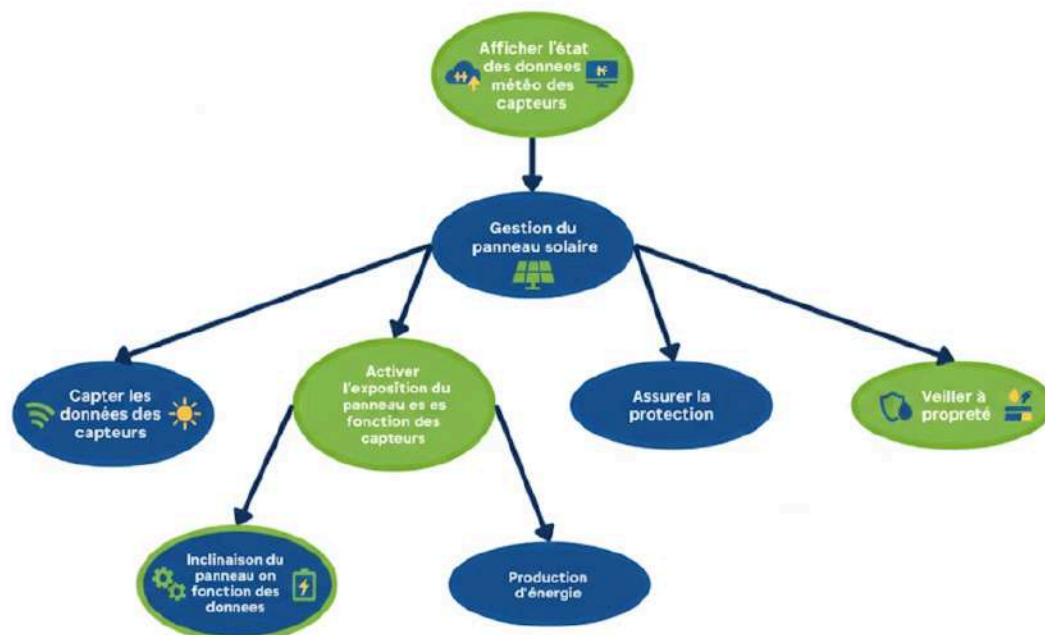 Afficher l'état
des données
météo des
capteurs
Gestion du
panneau solaire
Capter les
données des
capteurs
Activer
l'exposition du
panneau es es
fonction des
capteurs
Assurer la
protection
Veiller à
propreté
Inclinaison du
panneau on
fonction des
donnees
Production
d'énergie